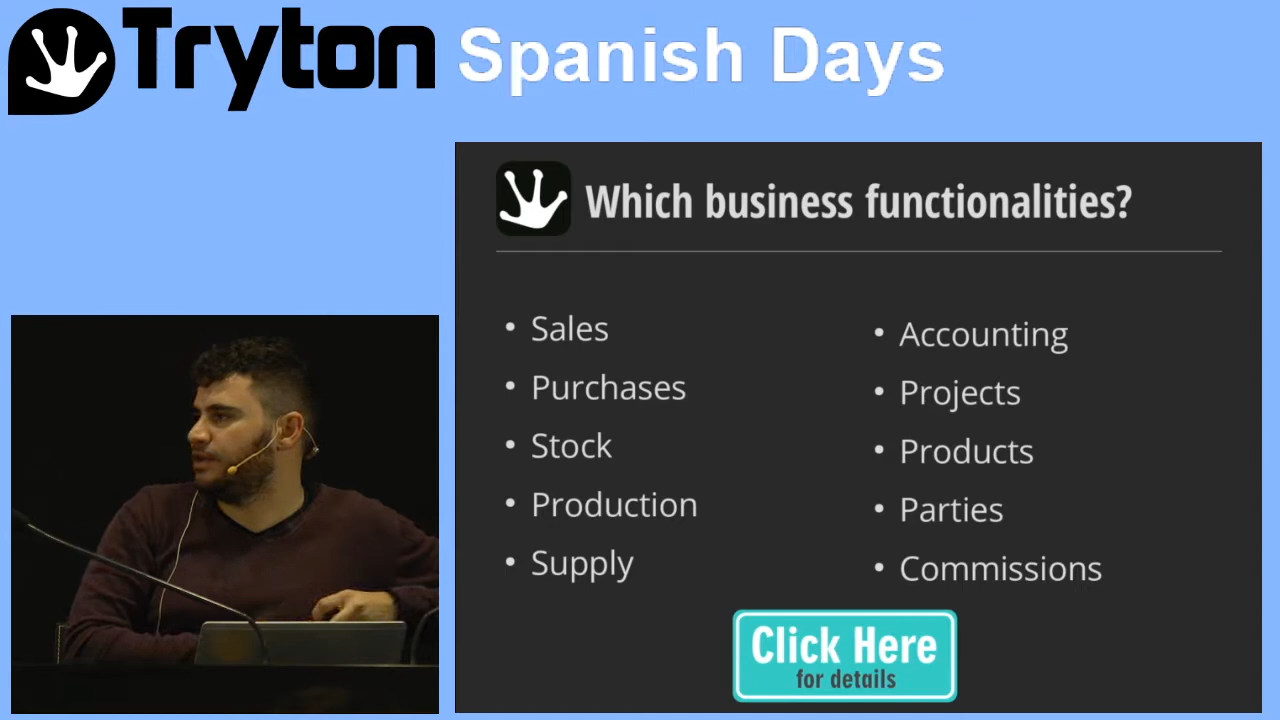 Tryton Spanish Days
Which business functionalities?
• Sales
• Purchases
• Stock
• Production
• Supply
• Accounting
• Projects
• Products
• Parties
• Commissions
Click Here
for details